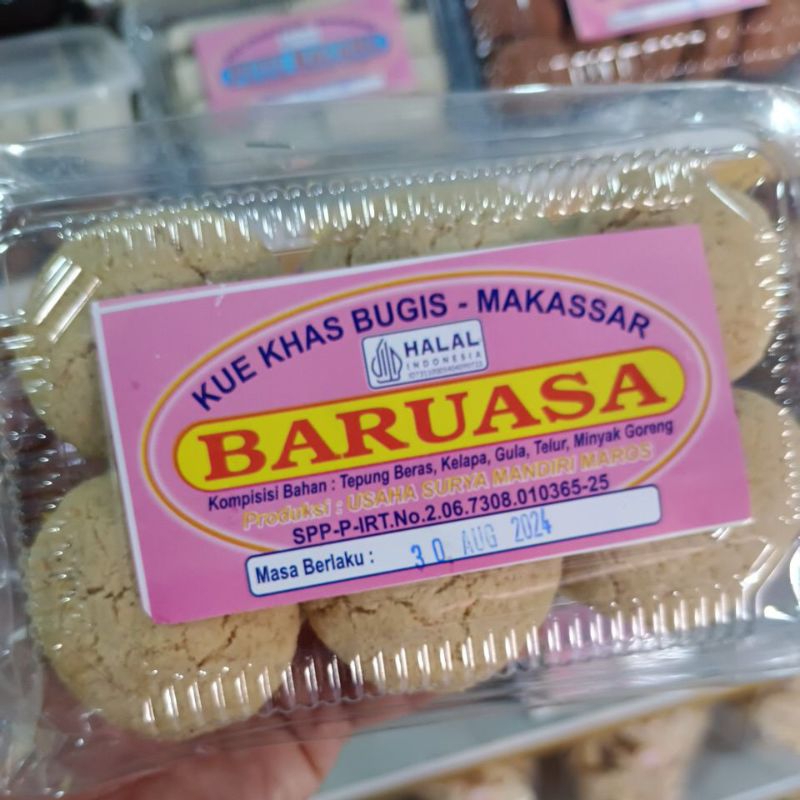 KUE KHAS BUGIS - MAKASSAR
HALAL
INDONESIA
BARUASA
Kompisisi Bahan : Tepung Beras, Kelapa, Gula, Telur, Minyak Goreng
Produksi : USAHA SURYA MANDIRI MAROS
SPP-P-IRT.No.2.06.7308.010365-25
Masa Berlaku : 30 AUG 2024